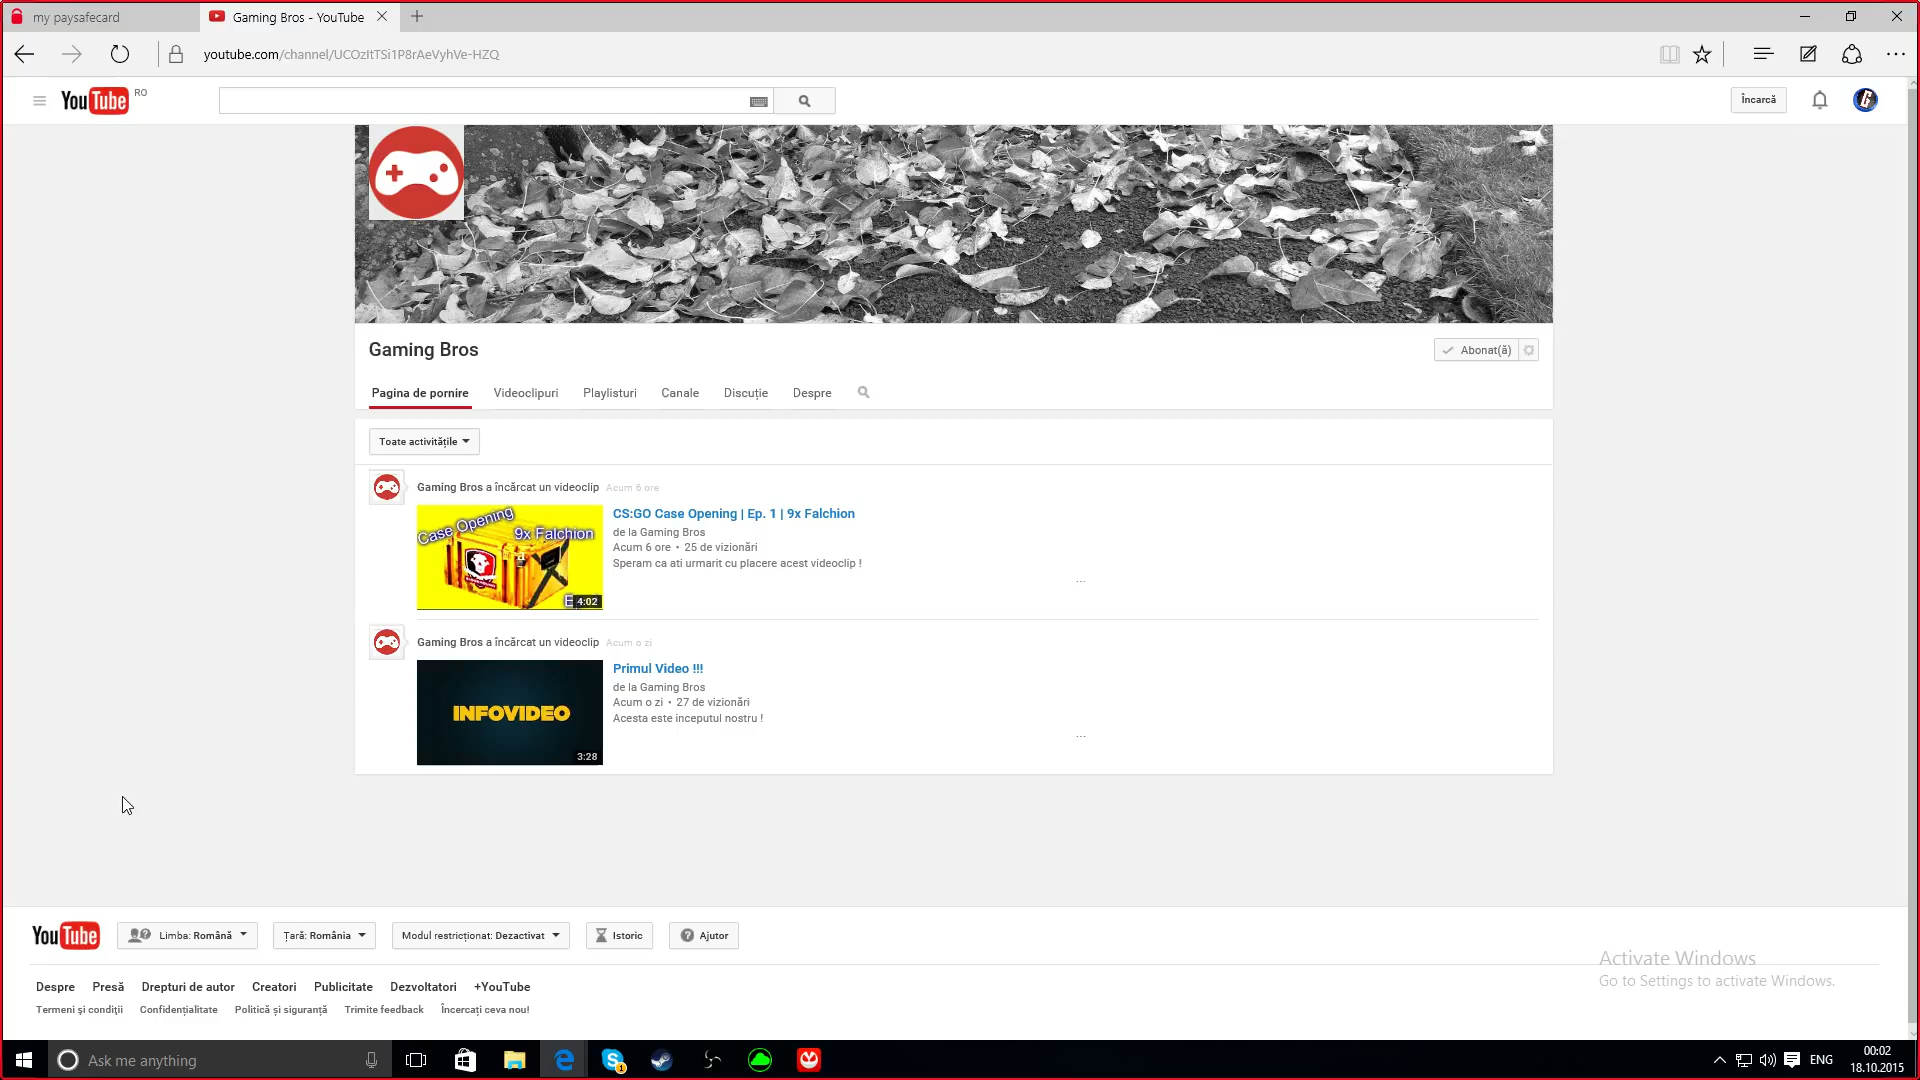 my paysafecard
Gaming Bros - YouTube
youtube.com/channel/UCOzItTSi1P8rAeVyhVe-HZQ
YouTube RO
Încarcă
Gaming Bros
Abonat(ă)
Pagina de pornire Videoclipuri Playlisturi Canale Discuție Despre
Toate activitățile
Gaming Bros a încărcat un videoclip Acum 6 ore
Case Opening
9x Falchion
4:02
CS:GO Case Opening | Ep. 1 | 9x Falchion
de la Gaming Bros
Acum 6 ore • 25 de vizionări
Speram ca ati urmarit cu placere acest videoclip !
...
Gaming Bros a încărcat un videoclip Acum o zi
INFOVIDEO
3:28
Primul Video !!!
de la Gaming Bros
Acum o zi • 27 de vizionări
Acesta este inceputul nostru !
...
YouTube Limba: Română Țară: România Modul restricționat: Dezactivat Istoric Ajutor
Despre Presă Drepturi de autor Creatori Publicitate Dezvoltatori +YouTube
Termeni și condiții Confidențialitate Politică și siguranță Trimite feedback Încercați ceva nou!
Activate Windows
Go to Settings to activate Windows.
Ask me anything
1
ENG
00:02
18.10.2015